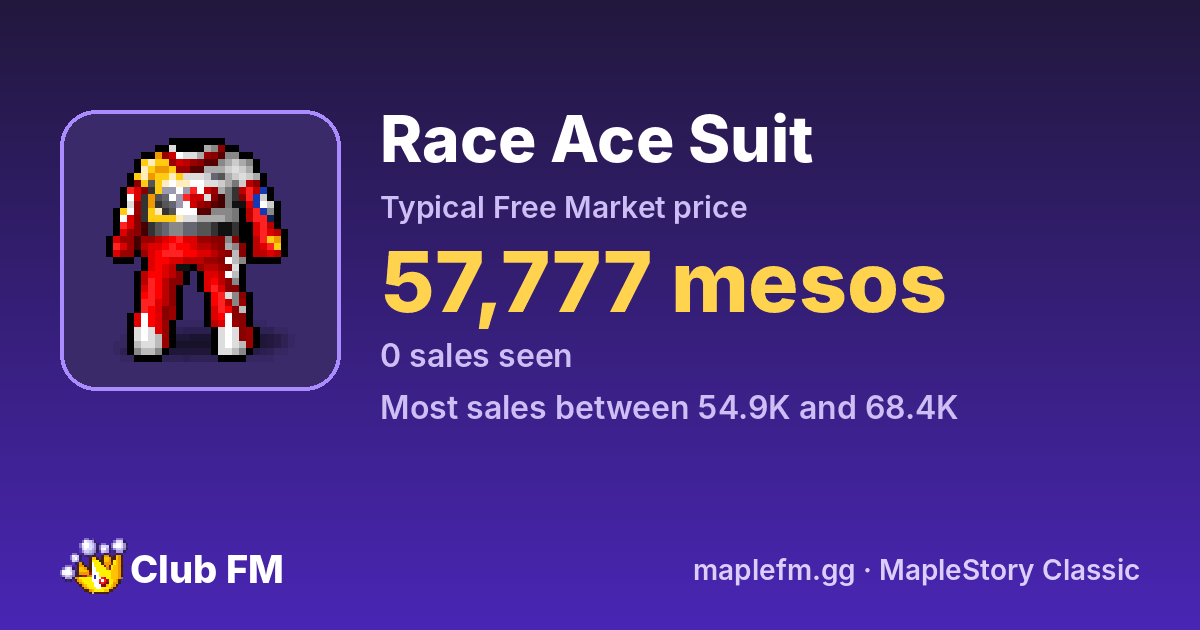 Race Ace Suit
Typical Free Market price
57,777 mesos
0 sales seen
Most sales between 54.9K and 68.4K
Club FM
maplefm.gg · MapleStory Classic